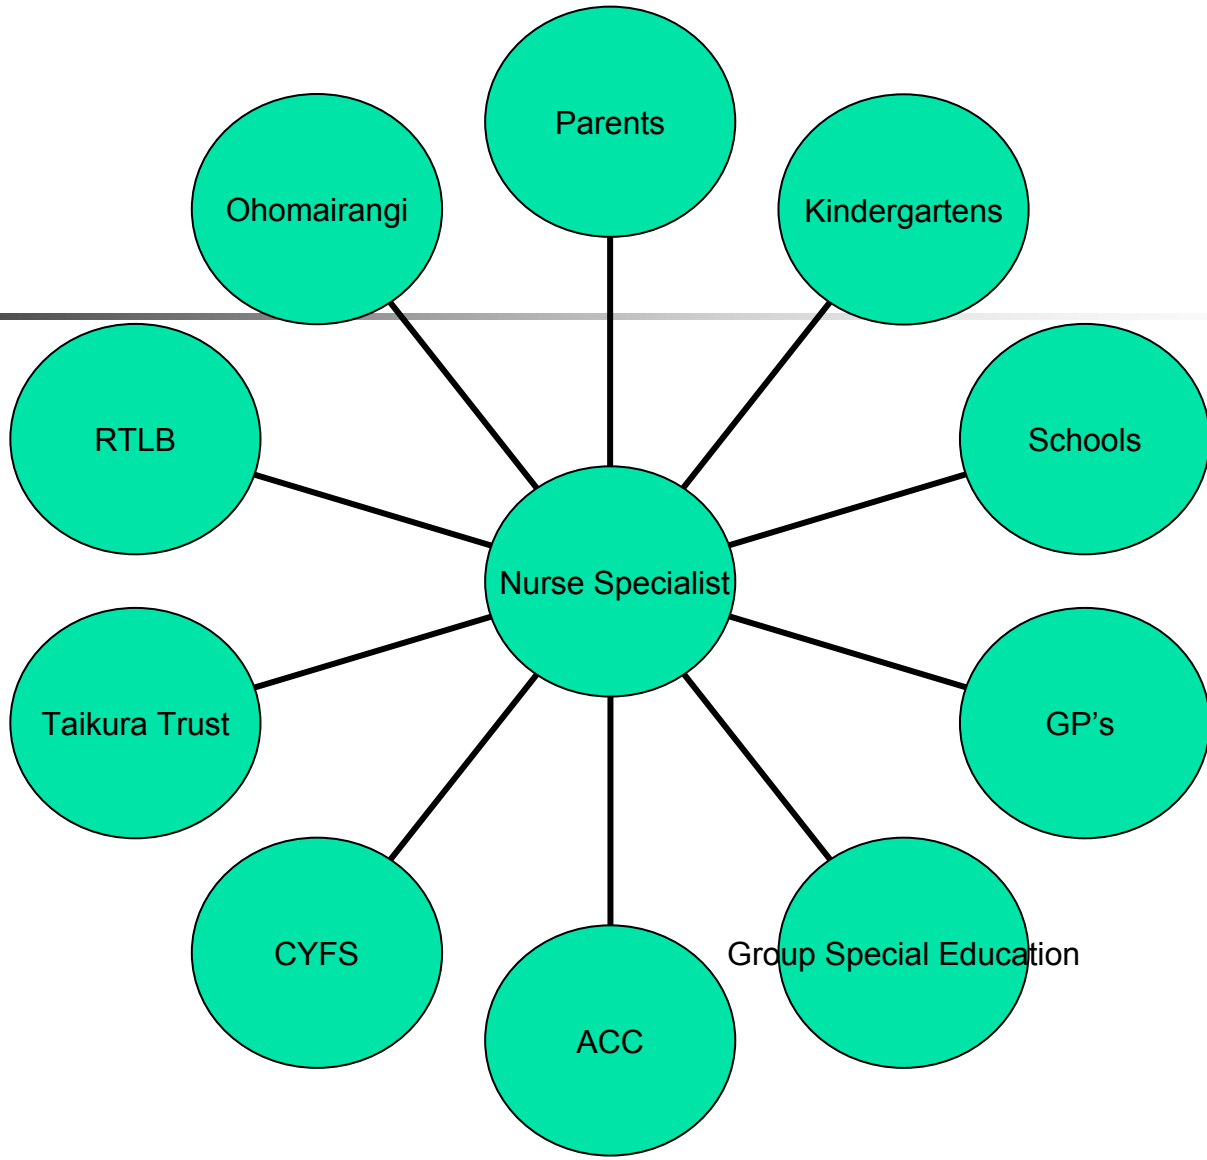 Parents
Ohomairangi
Kindergartens
RTLB
Schools
Nurse Specialist
Taikura Trust
GP’s
CYFS
Group Special Education
ACC